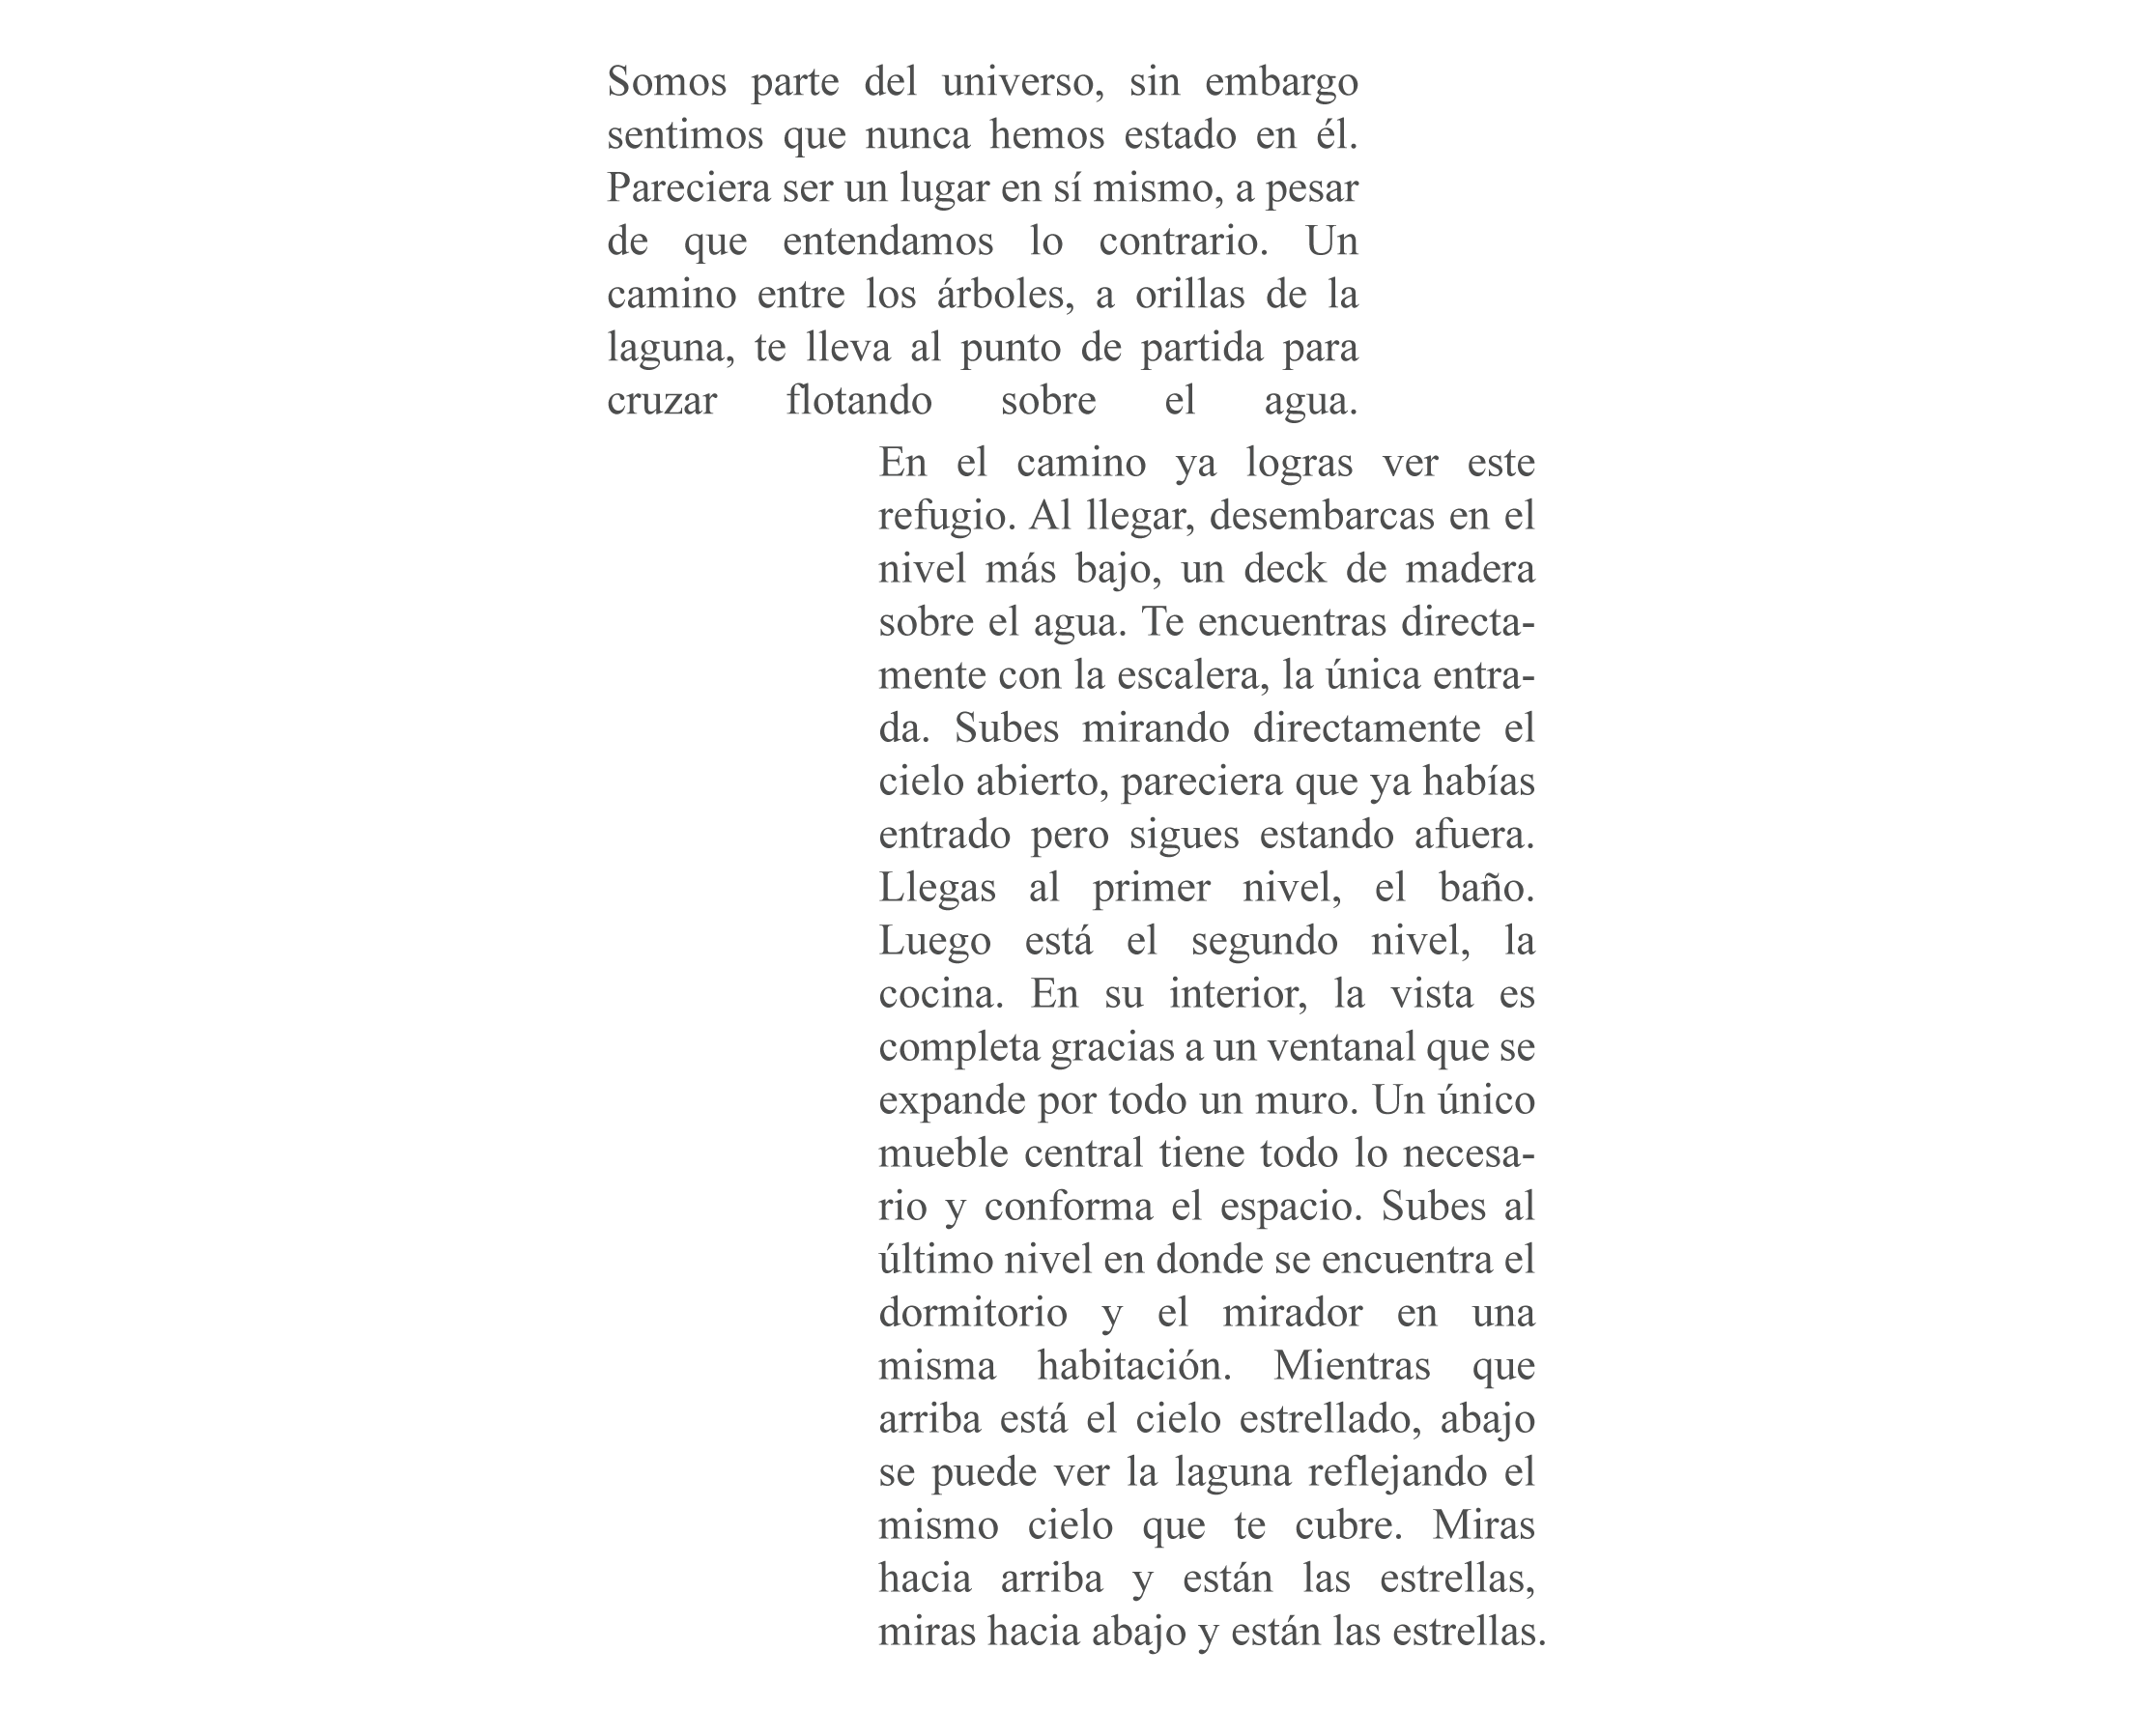 Somos parte del universo, sin embargo
sentimos que nunca hemos estado en él.
Pareciera ser un lugar en sí mismo, a pesar
de que entendamos lo contrario. Un
camino entre los árboles, a orillas de la
laguna, te lleva al punto de partida para
cruzar flotando sobre el agua.
En el camino ya logras ver este
refugio. Al llegar, desembarcas en el
nivel más bajo, un deck de madera
sobre el agua. Te encuentras directa-
mente con la escalera, la única entra-
da. Subes mirando directamente el
cielo abierto, pareciera que ya habías
entrado pero sigues estando afuera.
Llegas al primer nivel, el baño.
Luego está el segundo nivel, la
cocina. En su interior, la vista es
completa gracias a un ventanal que se
expande por todo un muro. Un único
mueble central tiene todo lo necesa-
rio y conforma el espacio. Subes al
último nivel en donde se encuentra el
dormitorio y el mirador en una
misma habitación. Mientras que
arriba está el cielo estrellado, abajo
se puede ver la laguna reflejando el
mismo cielo que te cubre. Miras
hacia arriba y están las estrellas,
miras hacia abajo y están las estrellas.